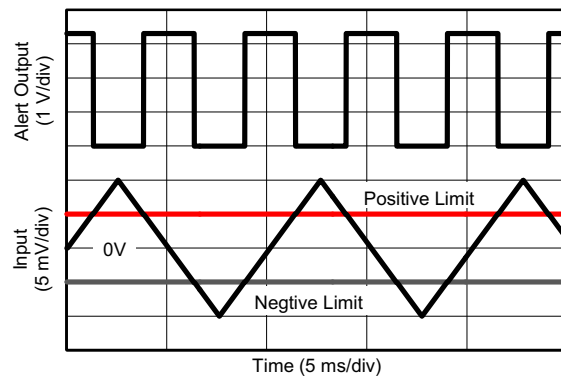 Alert Output
(1 V/div)
Positive Limit
Input
(5 mV/div)
0V
Negtive Limit
Time (5 ms/div)